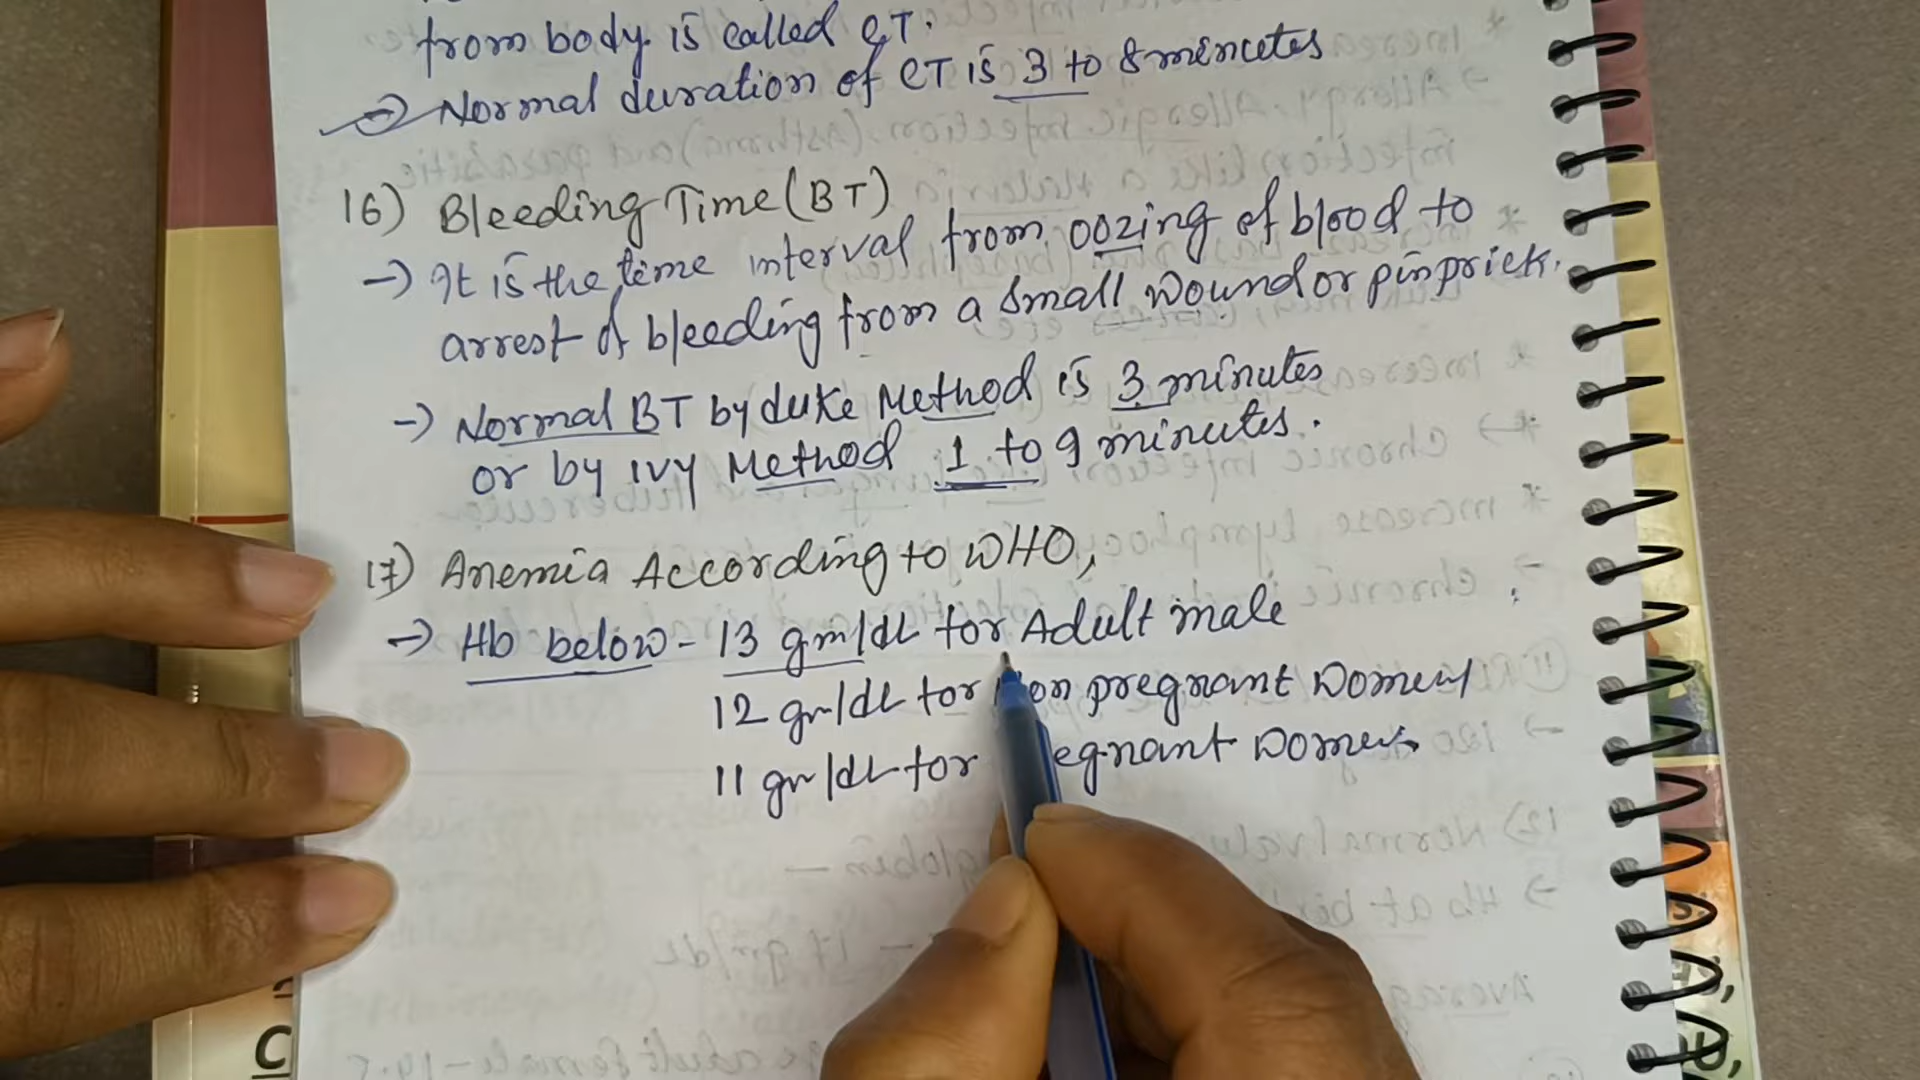 from body is called CT.
→ Normal duration of CT is 3 to 8 minutes
16) Bleeding Time (BT)
→ It is the time interval from oozing of blood to
arrest of bleeding from a small wound or pinprick.
→ Normal BT by duke Method is 3 minutes
or by IVY Method 1 to 9 minutes.
17) Anemia According to WHO,
→ Hb below - 13 gm/dL for Adult male
12 gm/dL for Non pregnant women
11 gm/dL for egnant women
C